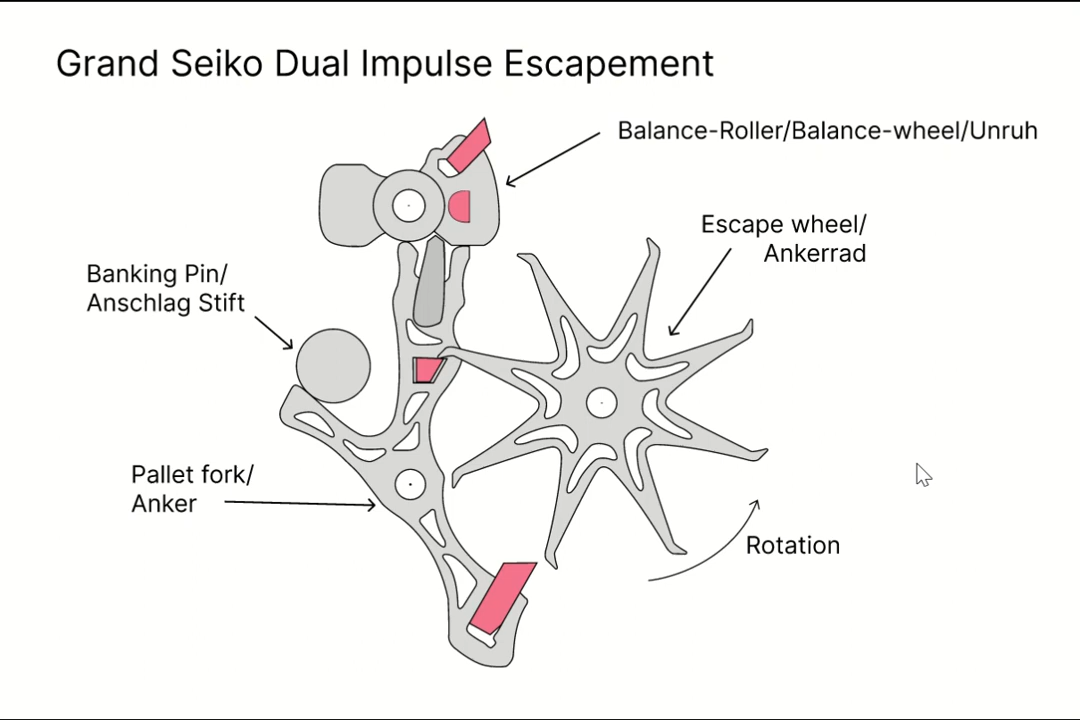 Grand Seiko Dual Impulse Escapement
Balance-Roller/Balance-wheel/Unruh
Escape wheel/
Ankerrad
Banking Pin/
Anschlag Stift
Pallet fork/
Anker
Rotation